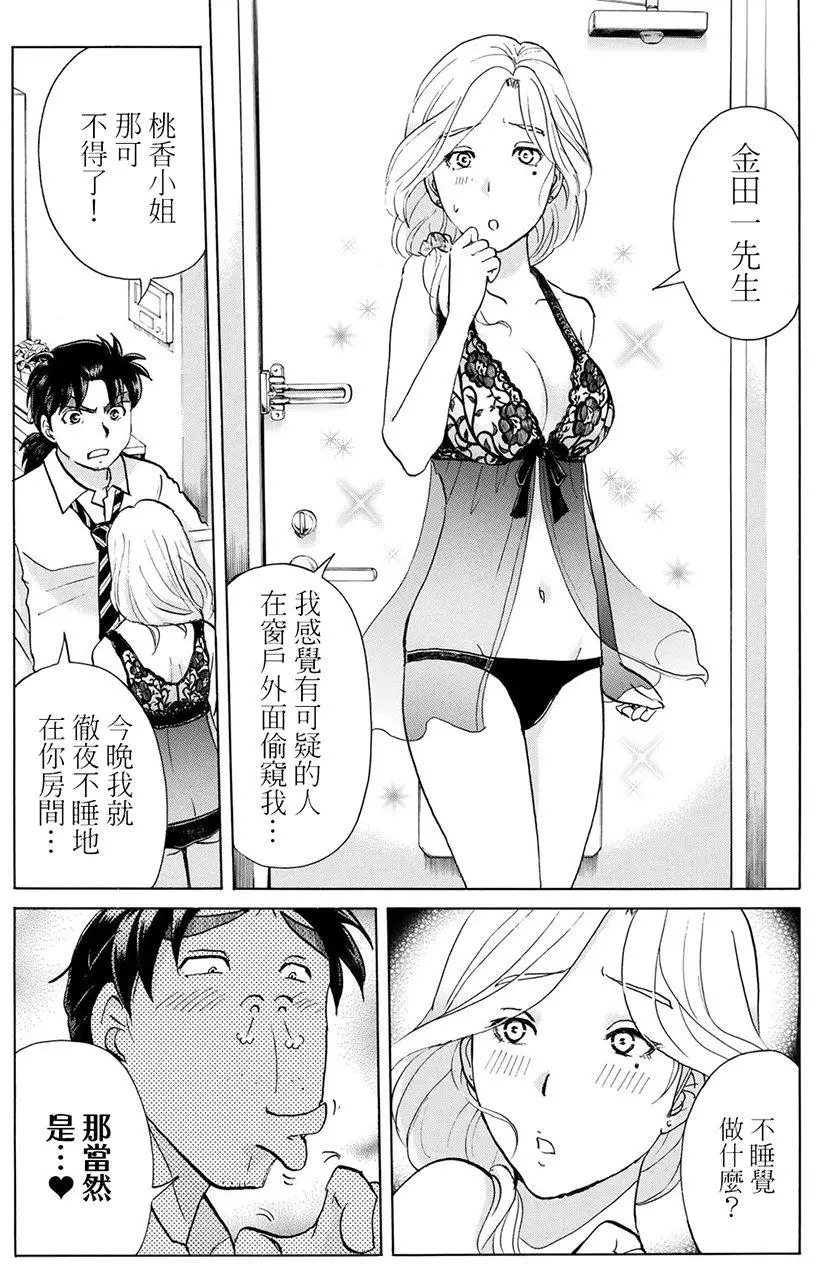 金田一先生
我感覺有可疑的人
在窗戶外面偷窺我…
桃香小姐
那可
不得了！
今晚我就
徹夜不睡地
在你房間…
不睡覺
做什麼？
那當然
是…♥